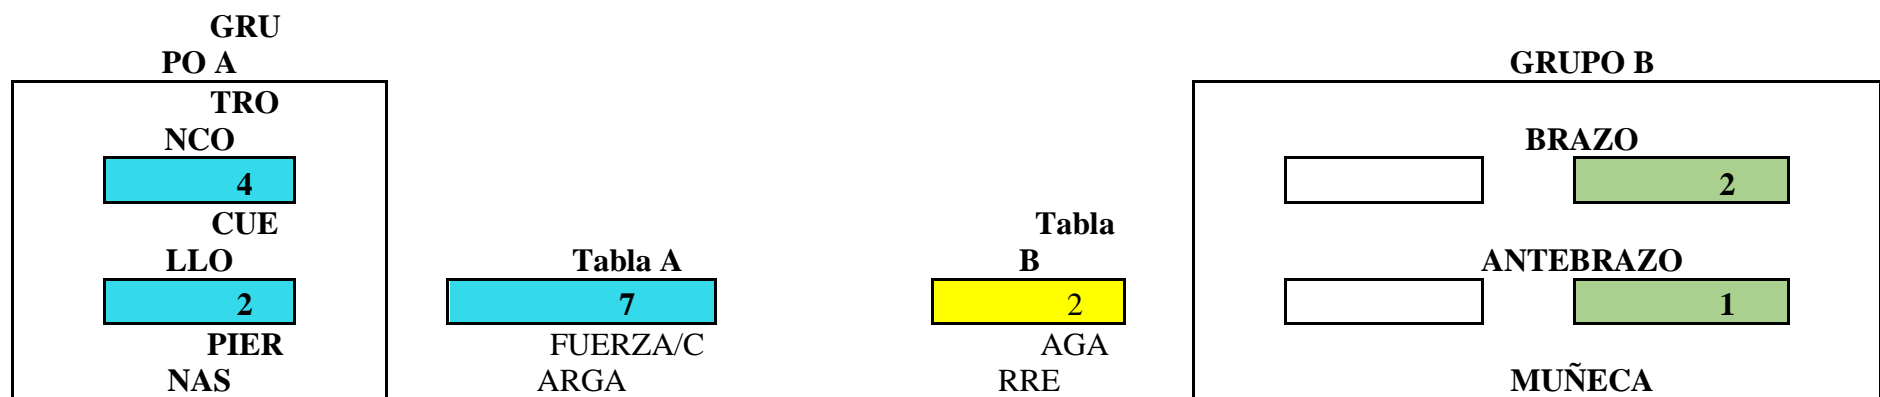 GRU
PO A GRUPO B
TRO
NCO BRAZO
4 2
CUE Tabla
LLO Tabla A B ANTEBRAZO
2 7 2 1
PIER FUERZA/C AGA
NAS ARGA RRE MUÑECA